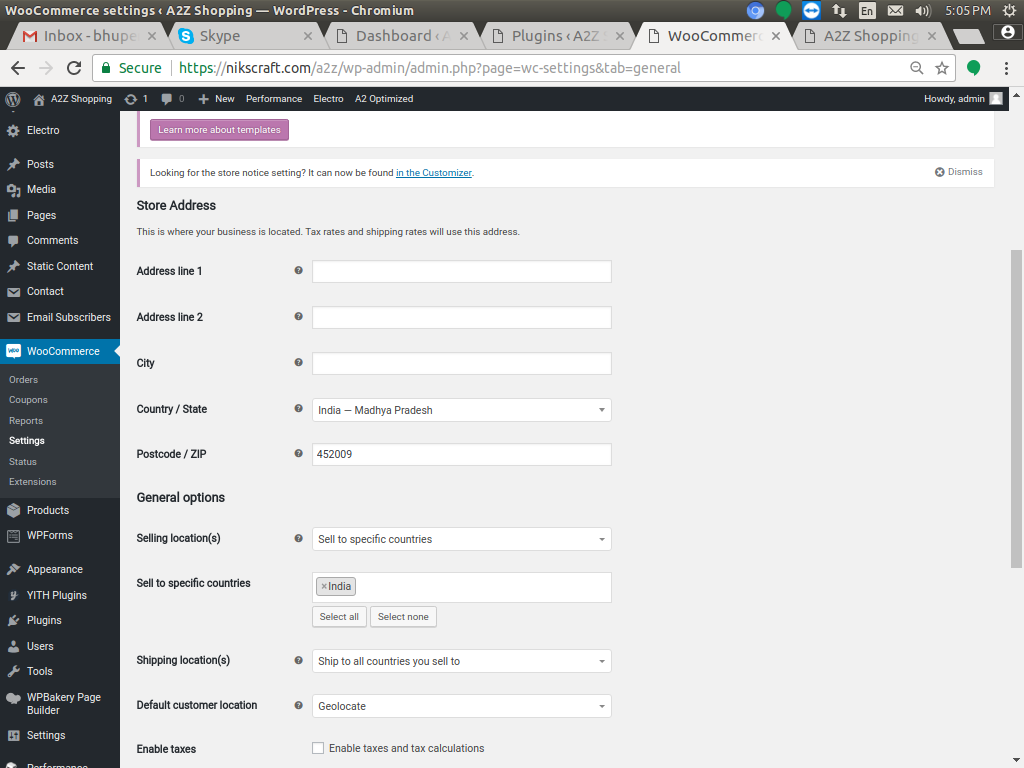 WooCommerce settings ‹ A2Z Shopping — WordPress - Chromium
En
5:05 PM
Inbox - bhupe
Skype
Dashboard ‹ A
Plugins ‹ A2Z
WooCommer
A2Z Shopping
Secure
https://nikscraft.com/a2z/wp-admin/admin.php?page=wc-settings&tab=general
A2Z Shopping
1
0
New
Performance
Electro
A2 Optimized
Howdy, admin
Electro
Posts
Media
Pages
Comments
Static Content
Contact
Email Subscribers
WooCommerce
Orders
Coupons
Reports
Settings
Status
Extensions
Products
WPForms
Appearance
YITH Plugins
Plugins
Users
Tools
WPBakery Page
Builder
Settings
Performance
Learn more about templates
Looking for the store notice setting? It can now be found in the Customizer.
Dismiss
Store Address
This is where your business is located. Tax rates and shipping rates will use this address.
Address line 1
Address line 2
City
Country / State
India — Madhya Pradesh
Postcode / ZIP
452009
General options
Selling location(s)
Sell to specific countries
Sell to specific countries
×India
Select all
Select none
Shipping location(s)
Ship to all countries you sell to
Default customer location
Geolocate
Enable taxes
Enable taxes and tax calculations